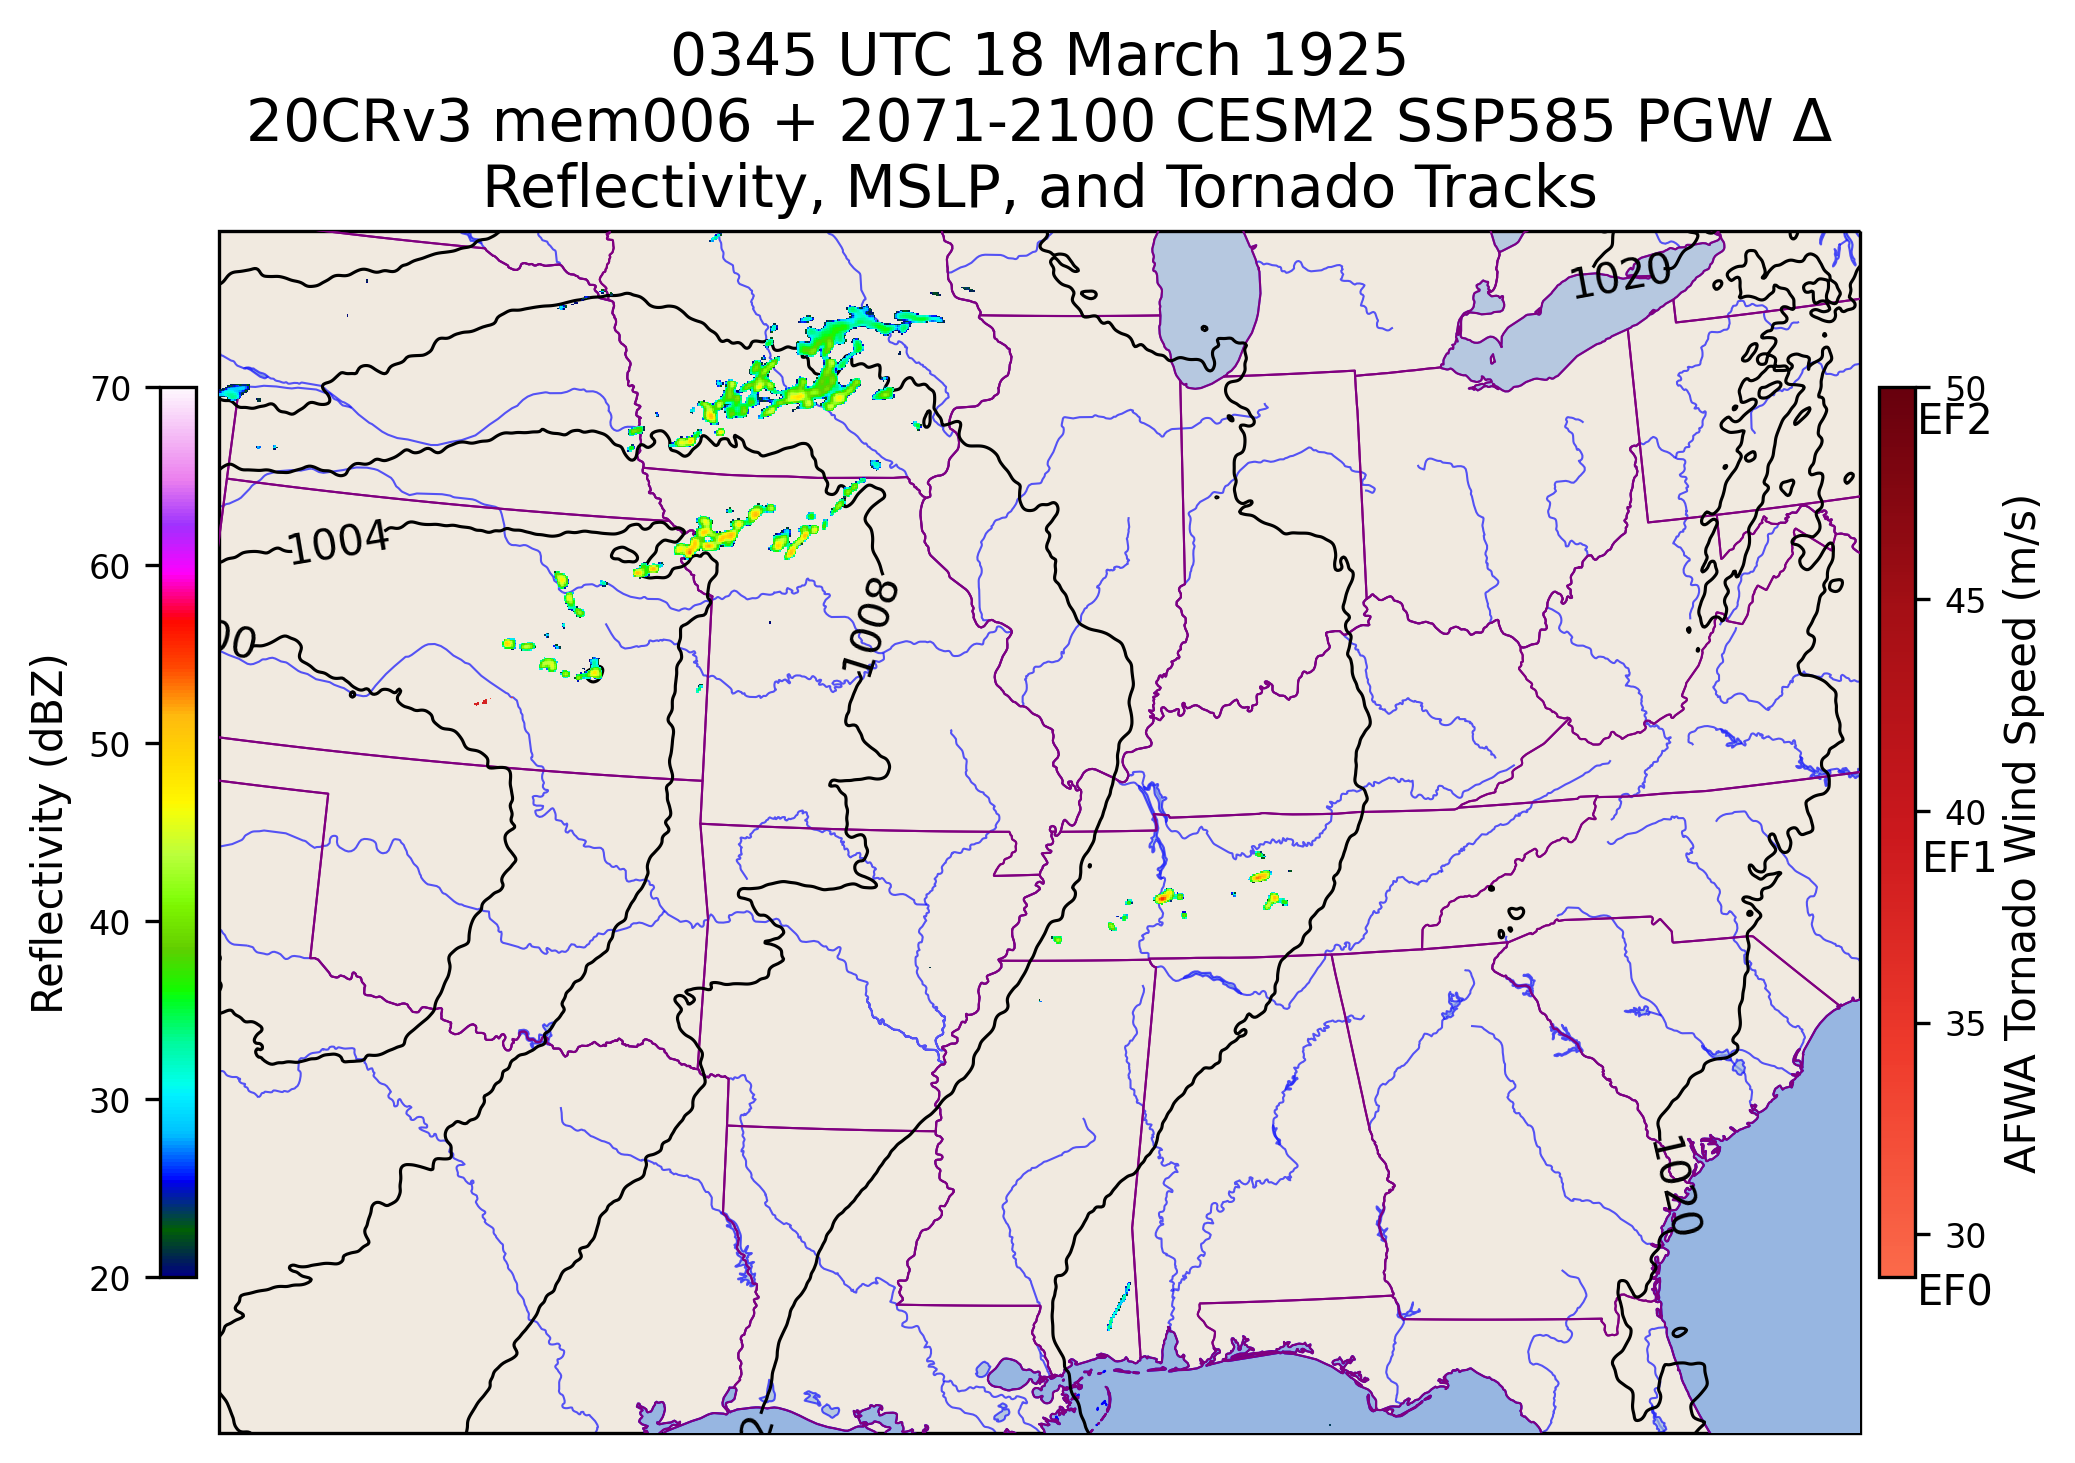 0345 UTC 18 March 1925
20CRv3 mem006 + 2071-2100 CESM2 SSP585 PGW Δ
Reflectivity, MSLP, and Tornado Tracks
1020
1004
1008
1020
70
60
50
40
30
20
Reflectivity (dBZ)
50
EF2
45
40
EF1
35
30
EF0
AFWA Tornado Wind Speed (m/s)